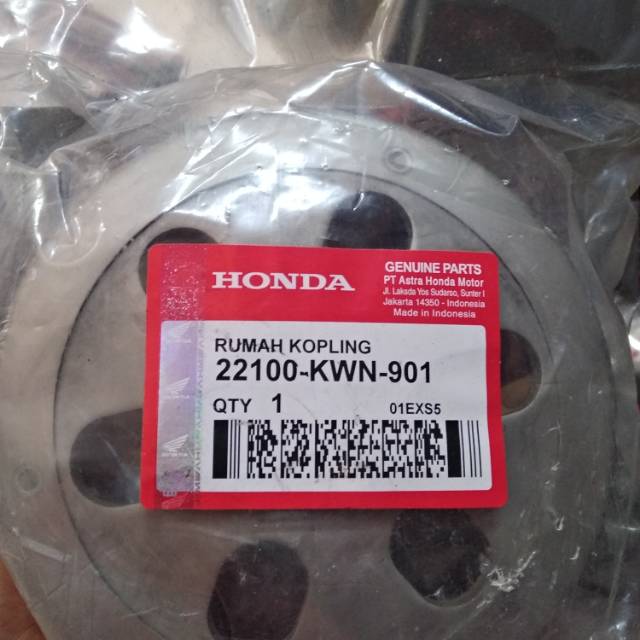 HONDA
GENUINE PARTS
PT Astra Honda Motor
Jl. Laksda Yos Sudarso, Sunter I
Jakarta 14350 - Indonesia
Made in Indonesia
RUMAH KOPLING
22100-KWN-901
QTY 1
01EXS5